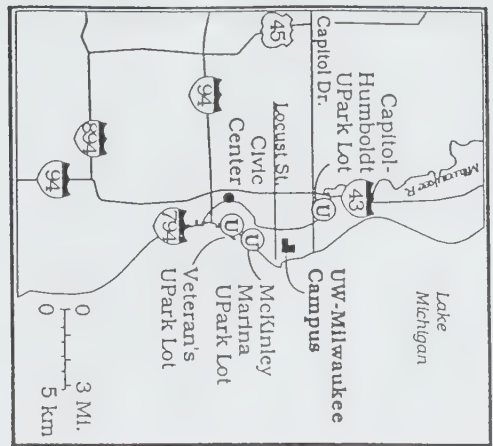 Lake
Michigan
Milwaukee R.
43
Capitol-
Humboldt
UPark Lot
U
Capitol Dr.
45
UW-Milwaukee
Campus
Locust St.
Civic
Center
U
U
McKinley
Marina
UPark Lot
Veteran's
UPark Lot
94
794
894
94
0
3 Mi.
0
5 km